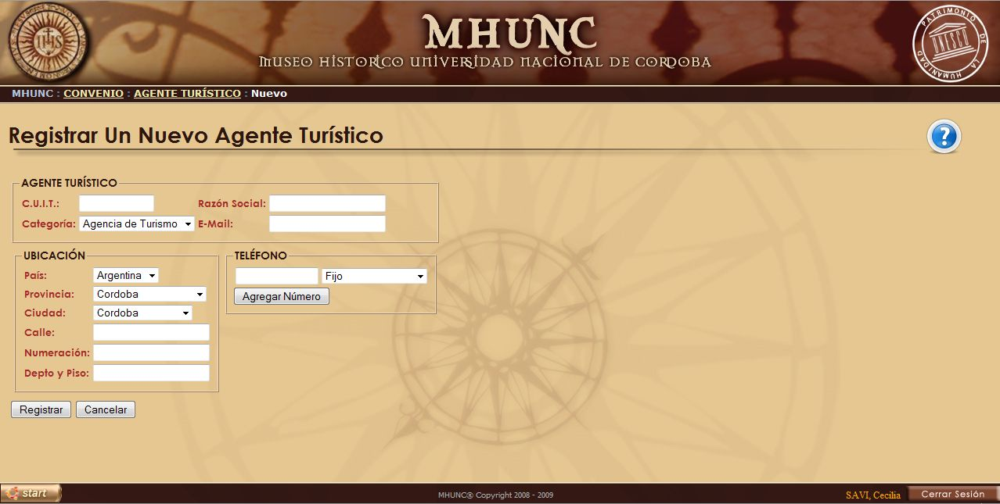 MHUNC
MUSEO HISTORICO UNIVERSIDAD NACIONAL DE CORDOBA
IHS
PATRIMONIO DE LA HUMANIDAD
UNESCO
MHUNC : CONVENIO : AGENTE TURÍSTICO : Nuevo
Registrar Un Nuevo Agente Turístico
?
AGENTE TURÍSTICO
C.U.I.T.: Razón Social:
Categoría: Agencia de Turismo E-Mail:
UBICACIÓN
País: Argentina
Provincia: Cordoba
Ciudad: Cordoba
Calle:
Numeración:
Depto y Piso:
TELÉFONO
Fijo
Agregar Número
Registrar Cancelar
start
MHUNC® Copyright 2008 - 2009
SAVI, Cecilia
Cerrar Sesión